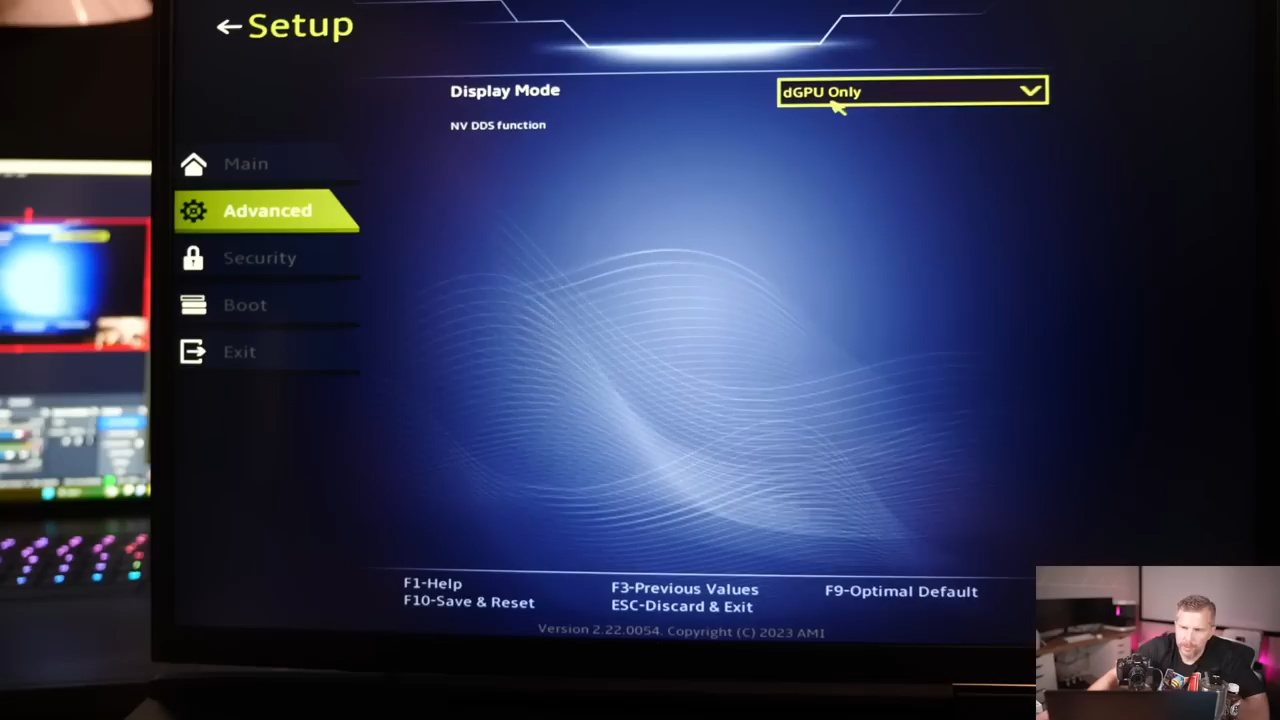 Setup
Display Mode
dGPU Only
NV DDS function
Main
Advanced
Security
Boot
Exit
F1-Help
F3-Previous Values
F9-Optimal Default
F10-Save & Reset
ESC-Discard & Exit
Version 2.22.0054. Copyright (C) 2023 AMI